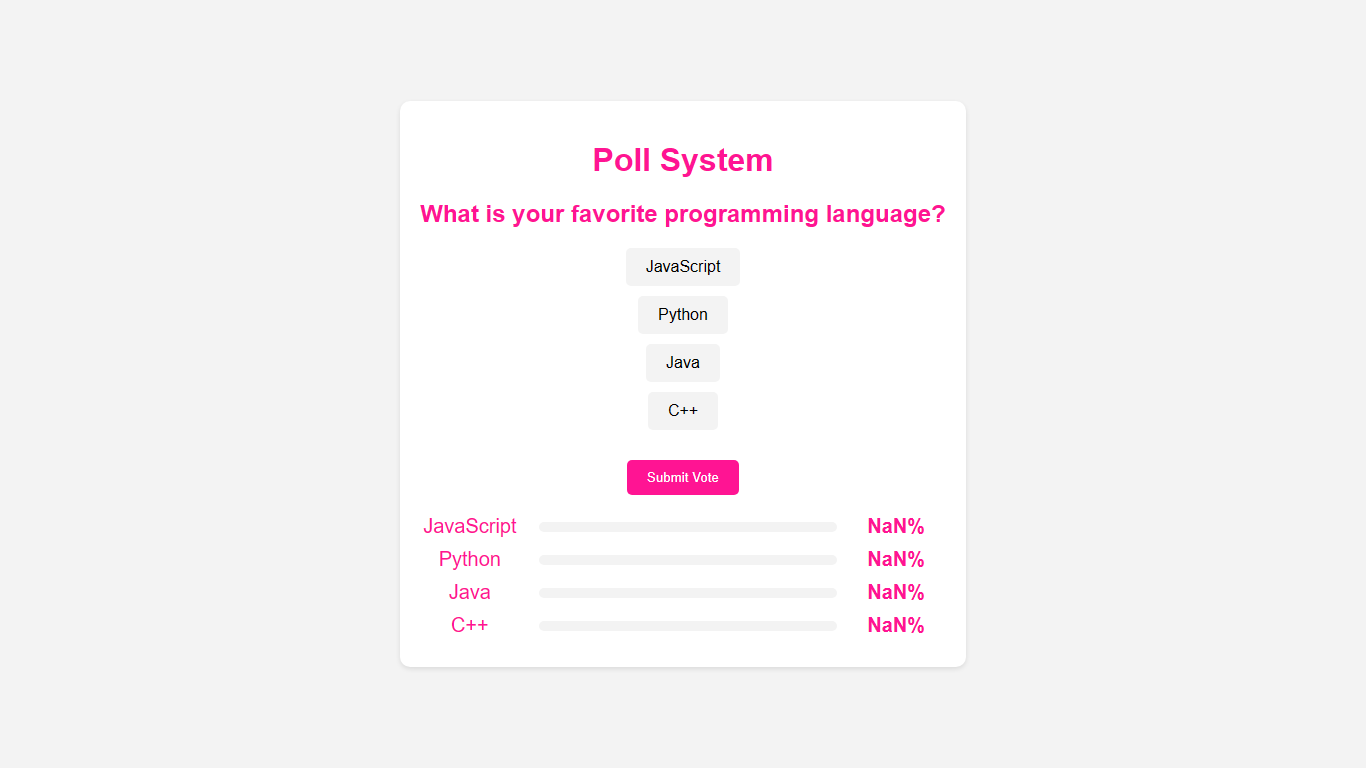 Poll System
What is your favorite programming language?
JavaScript
Python
Java
C++
Submit Vote
JavaScript NaN%
Python NaN%
Java NaN%
C++ NaN%